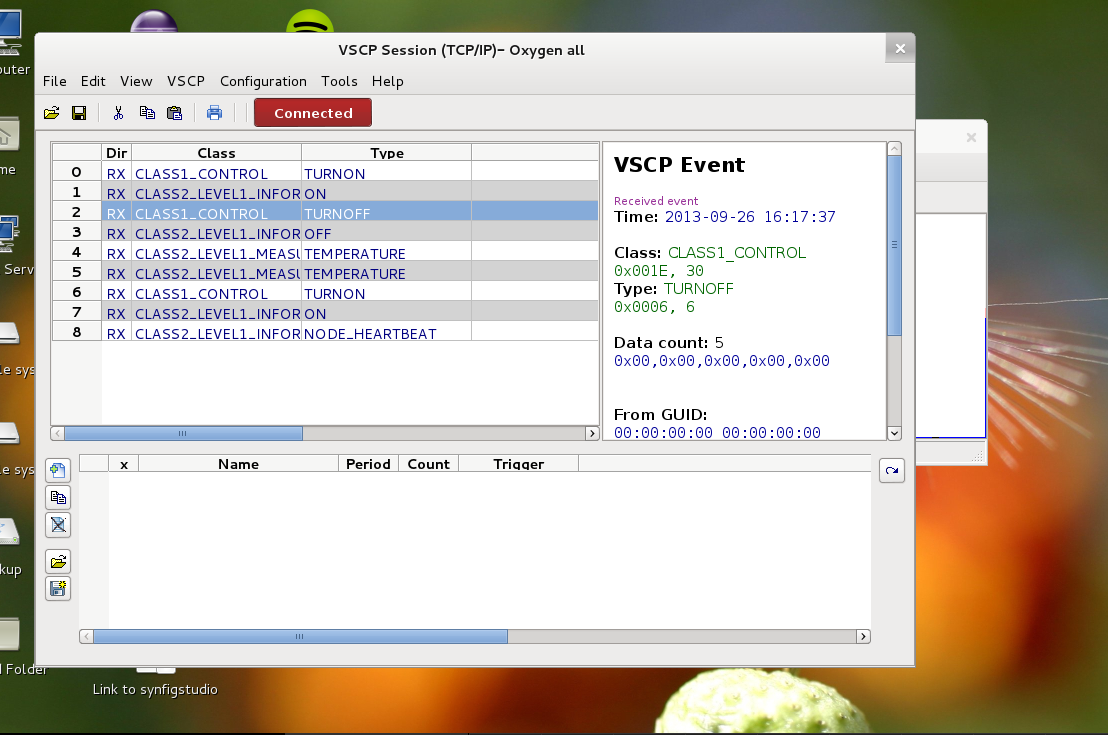 VSCP Session (TCP/IP)- Oxygen all
File Edit View VSCP Configuration Tools Help
Connected
Dir Class Type
0 RX CLASS1_CONTROL TURNON
1 RX CLASS2_LEVEL1_INFOR ON
2 RX CLASS1_CONTROL TURNOFF
3 RX CLASS2_LEVEL1_INFOR OFF
4 RX CLASS2_LEVEL1_MEASU TEMPERATURE
5 RX CLASS2_LEVEL1_MEASU TEMPERATURE
6 RX CLASS1_CONTROL TURNON
7 RX CLASS2_LEVEL1_INFOR ON
8 RX CLASS2_LEVEL1_INFOR NODE_HEARTBEAT
VSCP Event
Received event
Time: 2013-09-26 16:17:37
Class: CLASS1_CONTROL
0x001E, 30
Type: TURNOFF
0x0006, 6
Data count: 5
0x00,0x00,0x00,0x00,0x00
From GUID:
00:00:00:00 00:00:00:00
x Name Period Count Trigger
outer
me
Serv
le sys
le sys
kup
l Folder
Link to synfigstudio